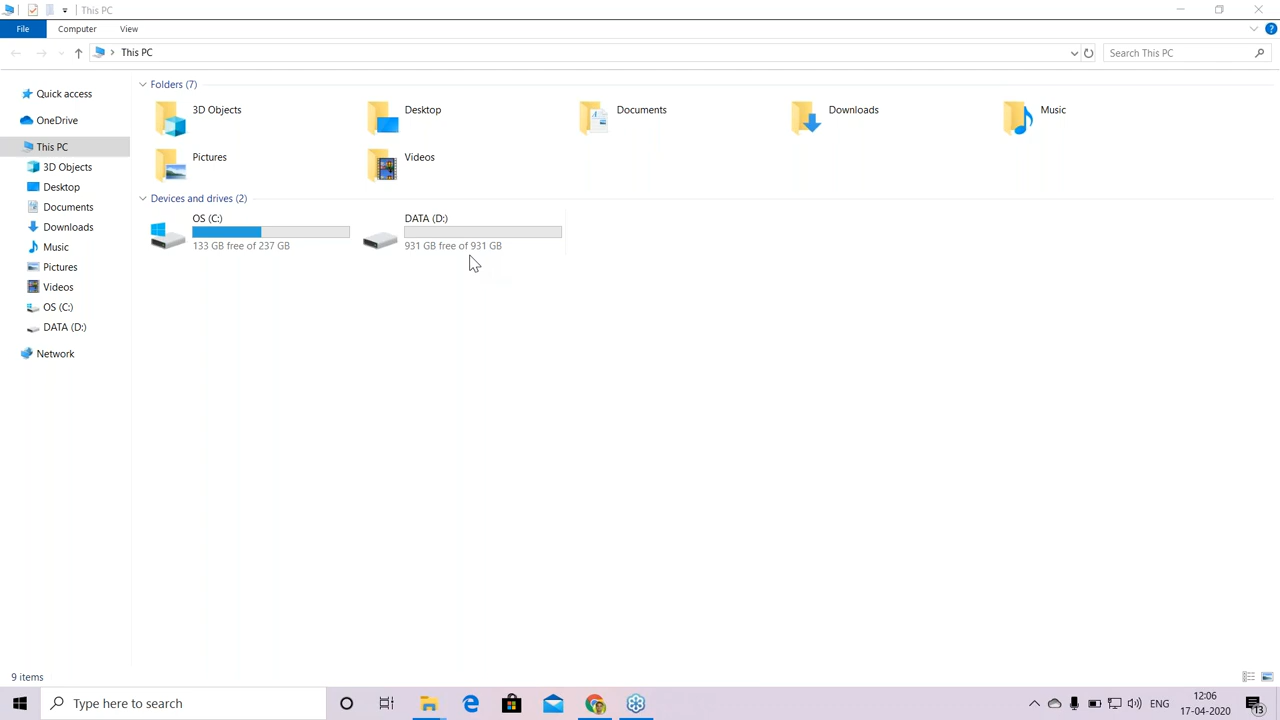 This PC
File Computer View
This PC
Search This PC
Quick access
OneDrive
This PC
3D Objects
Desktop
Documents
Downloads
Music
Pictures
Videos
OS (C:)
DATA (D:)
Network
Folders (7)
3D Objects
Desktop
Documents
Downloads
Music
Pictures
Videos
Devices and drives (2)
OS (C:)
133 GB free of 237 GB
DATA (D:)
931 GB free of 931 GB
9 items
Type here to search
ENG
12:06
17-04-2020
13